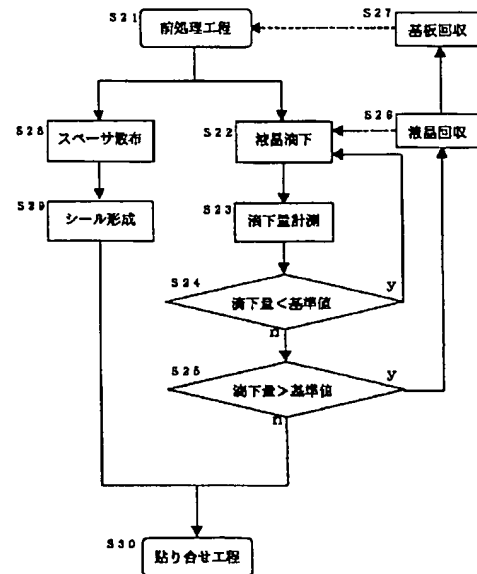 S21
前処理工程
S27
基板回収
S28
スペーサ散布
S22
液晶滴下
S26
液晶回収
S29
シール形成
S23
滴下量計測
S24
滴下量<基準値
y
n
S25
滴下量>基準値
y
n
S30
貼り合せ工程